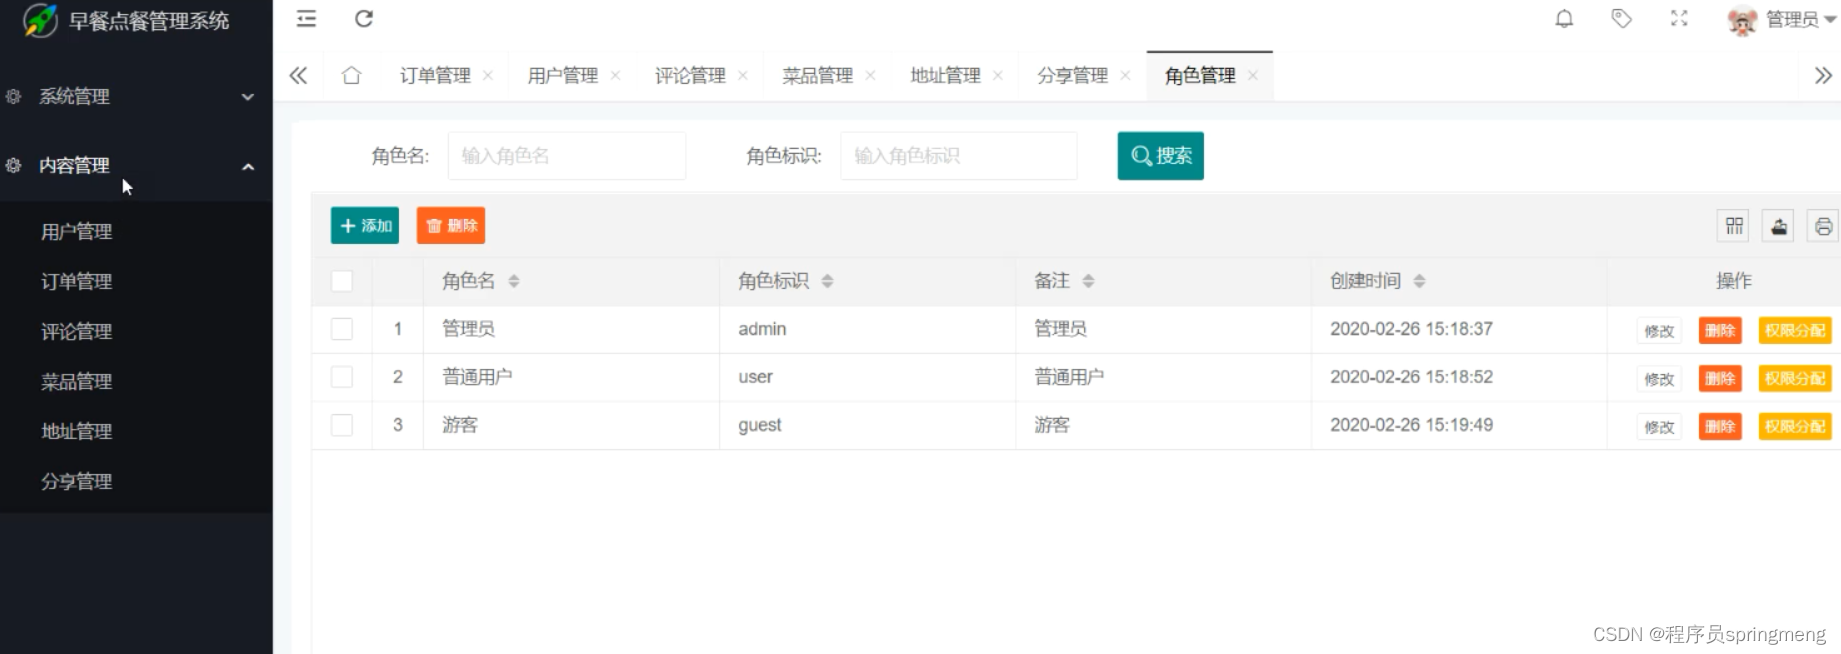 早餐点餐管理系统
管理员
系统管理
内容管理
用户管理
订单管理
评论管理
菜品管理
地址管理
分享管理
订单管理 用户管理 评论管理 菜品管理 地址管理 分享管理 角色管理
角色名: 输入角色名 角色标识: 输入角色标识 搜索
添加 删除
角色名 角色标识 备注 创建时间 操作
1 管理员 admin 管理员 2020-02-26 15:18:37 修改 删除 权限分配
2 普通用户 user 普通用户 2020-02-26 15:18:52 修改 删除 权限分配
3 游客 guest 游客 2020-02-26 15:19:49 修改 删除 权限分配
CSDN @程序员springmeng